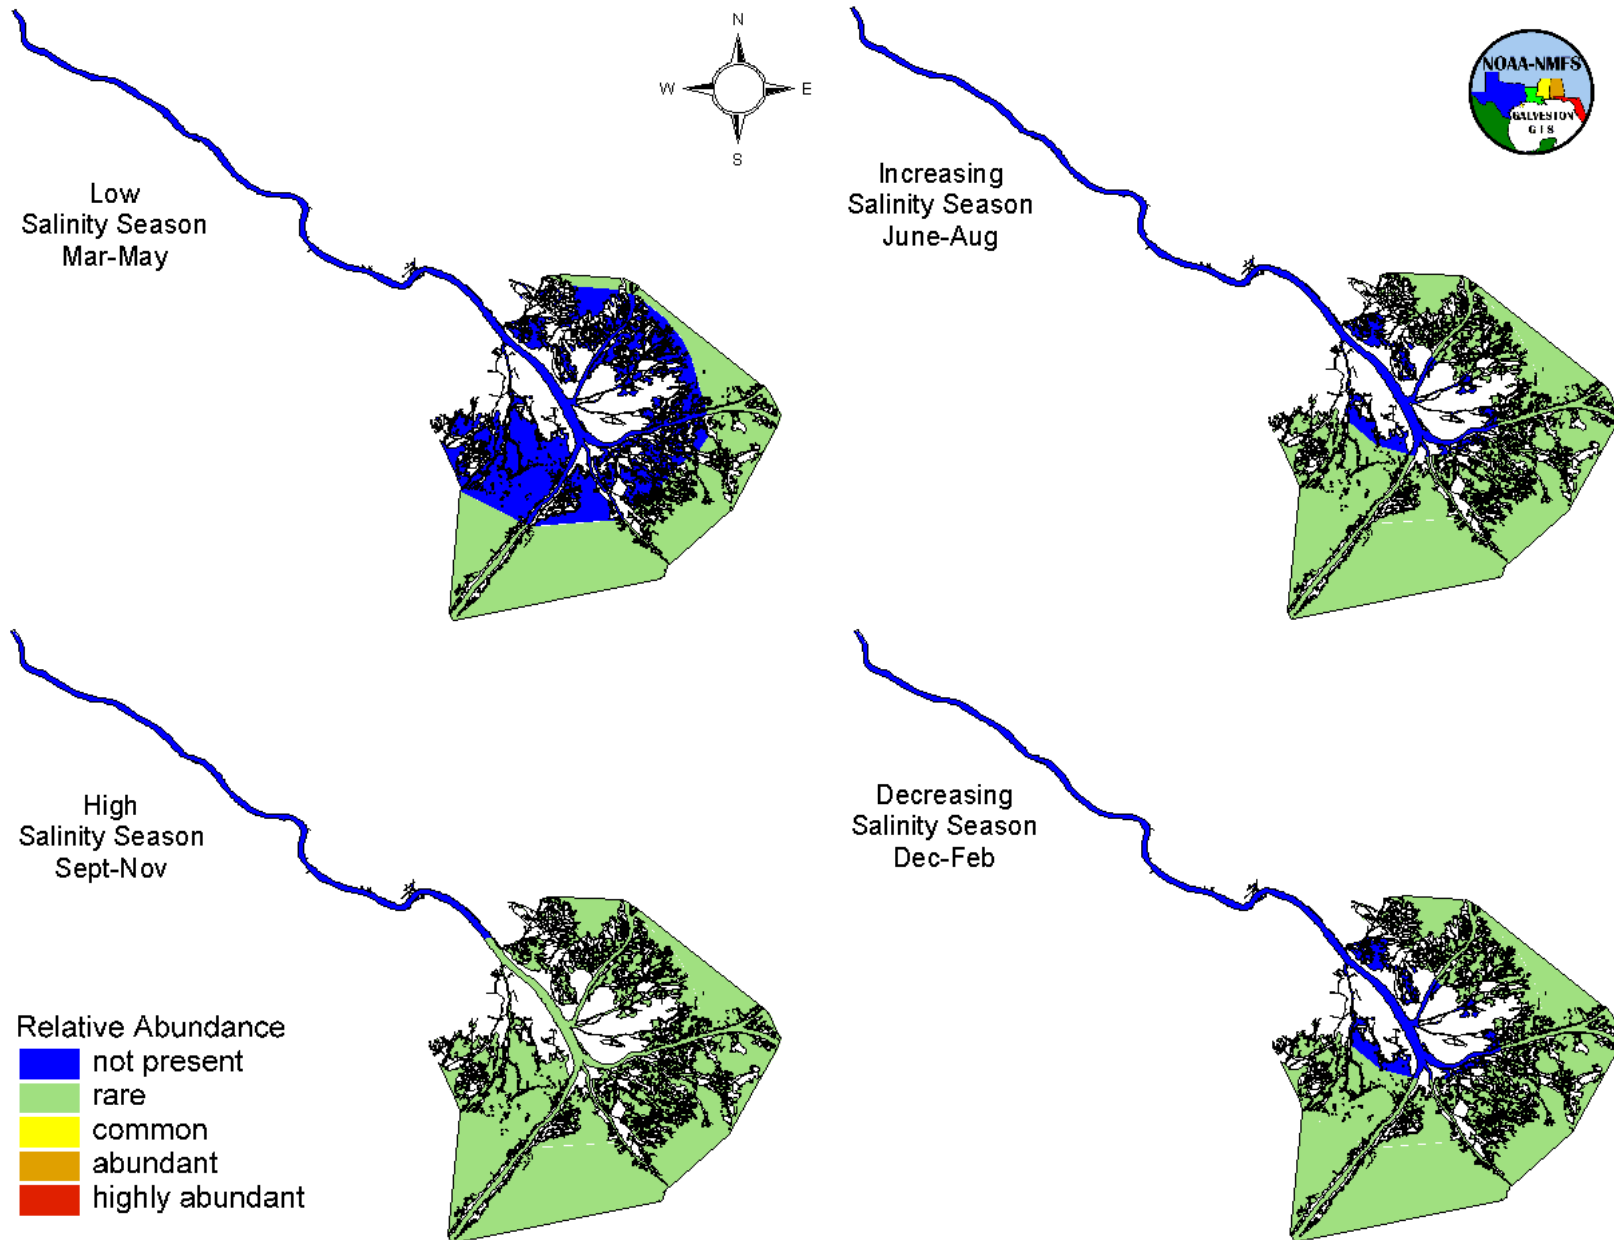 N
W E
S
NOAA-NMFS
GALVESTON
GIS
Low
Salinity Season
Mar-May
Increasing
Salinity Season
June-Aug
High
Salinity Season
Sept-Nov
Decreasing
Salinity Season
Dec-Feb
Relative Abundance
not present
rare
common
abundant
highly abundant